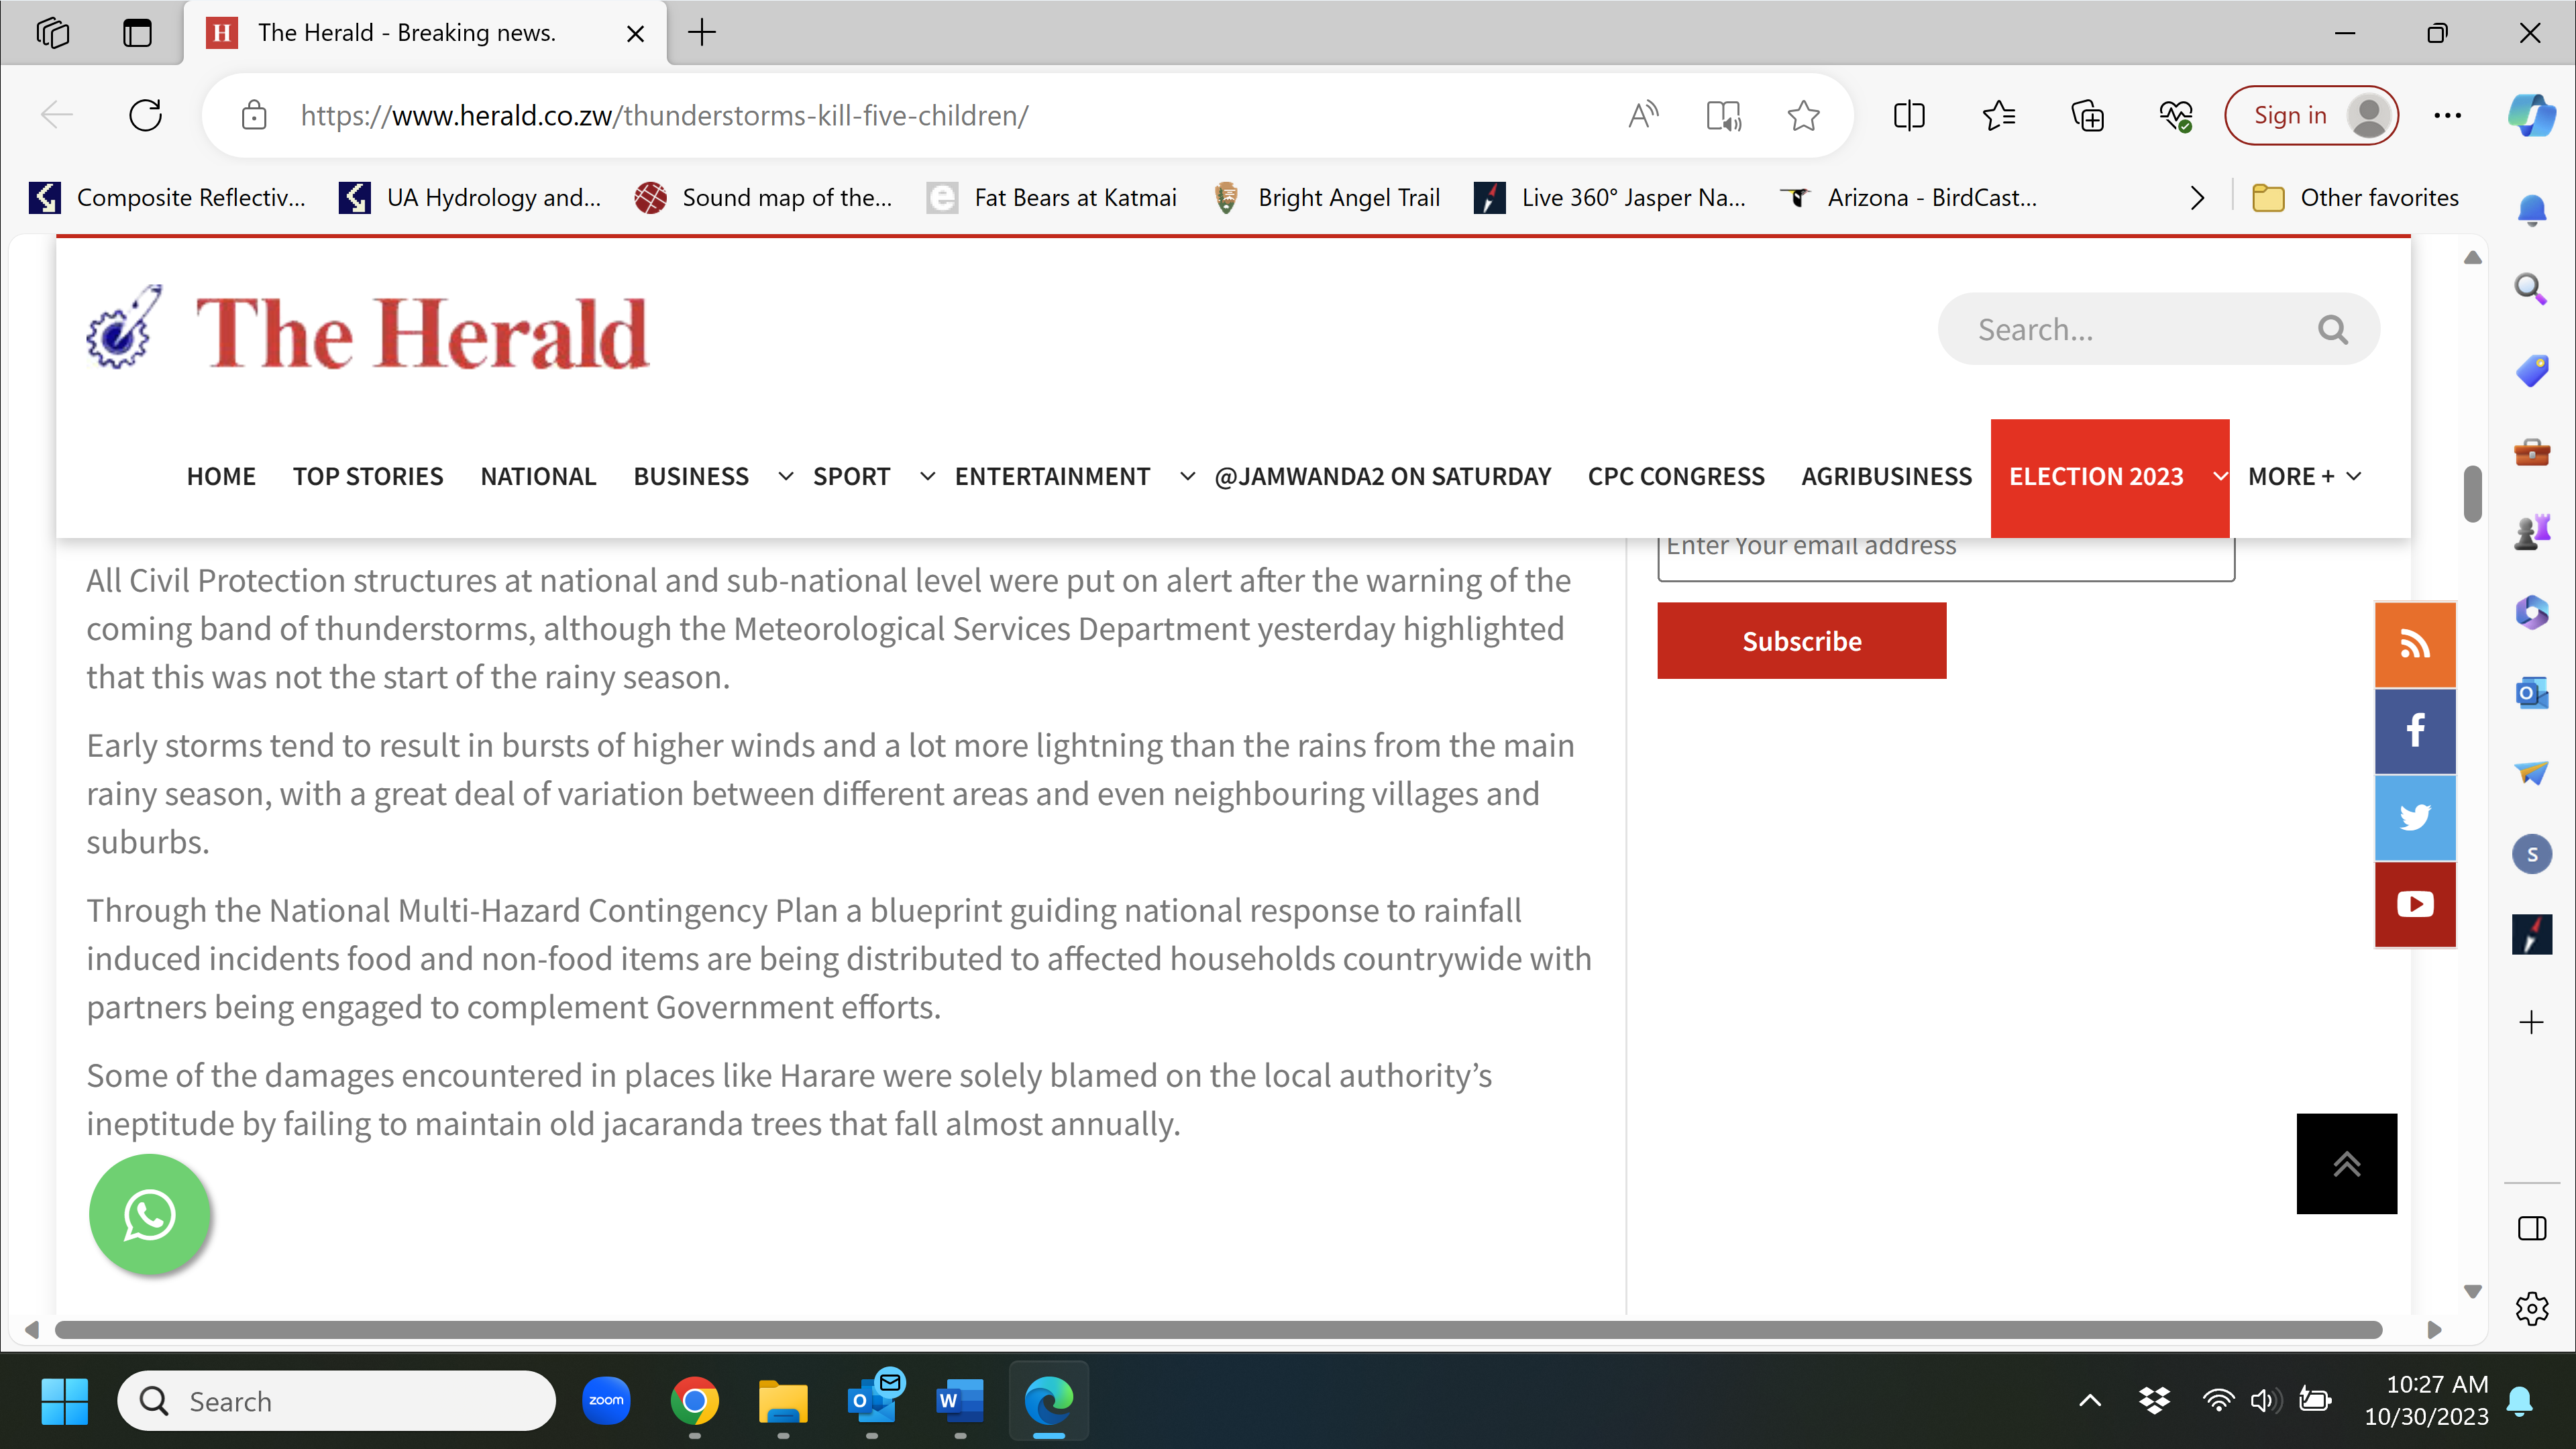 The Herald - Breaking news.
https://www.herald.co.zw/thunderstorms-kill-five-children/
Sign in
Composite Reflectiv...
UA Hydrology and...
Sound map of the...
Fat Bears at Katmai
Bright Angel Trail
Live 360° Jasper Na...
Arizona - BirdCast...
Other favorites
The Herald
Search...
HOME
TOP STORIES
NATIONAL
BUSINESS
SPORT
ENTERTAINMENT
@JAMWANDA2 ON SATURDAY
CPC CONGRESS
AGRIBUSINESS
ELECTION 2023
MORE +
Enter Your email address
Subscribe
All Civil Protection structures at national and sub-national level were put on alert after the warning of the
coming band of thunderstorms, although the Meteorological Services Department yesterday highlighted
that this was not the start of the rainy season.
Early storms tend to result in bursts of higher winds and a lot more lightning than the rains from the main
rainy season, with a great deal of variation between different areas and even neighbouring villages and
suburbs.
Through the National Multi-Hazard Contingency Plan a blueprint guiding national response to rainfall
induced incidents food and non-food items are being distributed to affected households countrywide with
partners being engaged to complement Government efforts.
Some of the damages encountered in places like Harare were solely blamed on the local authority’s
ineptitude by failing to maintain old jacaranda trees that fall almost annually.
S
Search
zoom
10:27 AM
10/30/2023